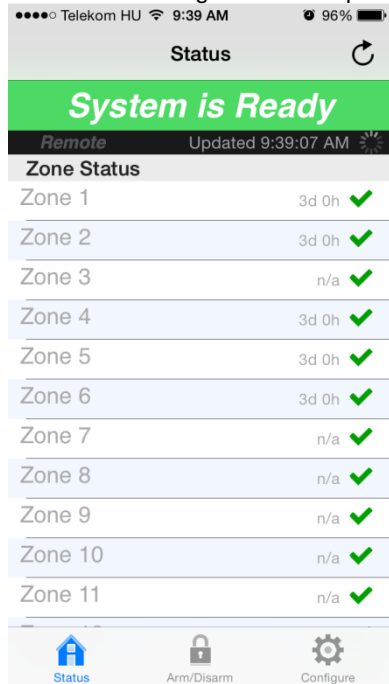 Telekom HU 9:39 AM 96%
Status
System is Ready
Remote Updated 9:39:07 AM
Zone Status
Zone 1 3d 0h
Zone 2 3d 0h
Zone 3 n/a
Zone 4 3d 0h
Zone 5 3d 0h
Zone 6 3d 0h
Zone 7 n/a
Zone 8 n/a
Zone 9 n/a
Zone 10 n/a
Zone 11 n/a
Status Arm/Disarm Configure